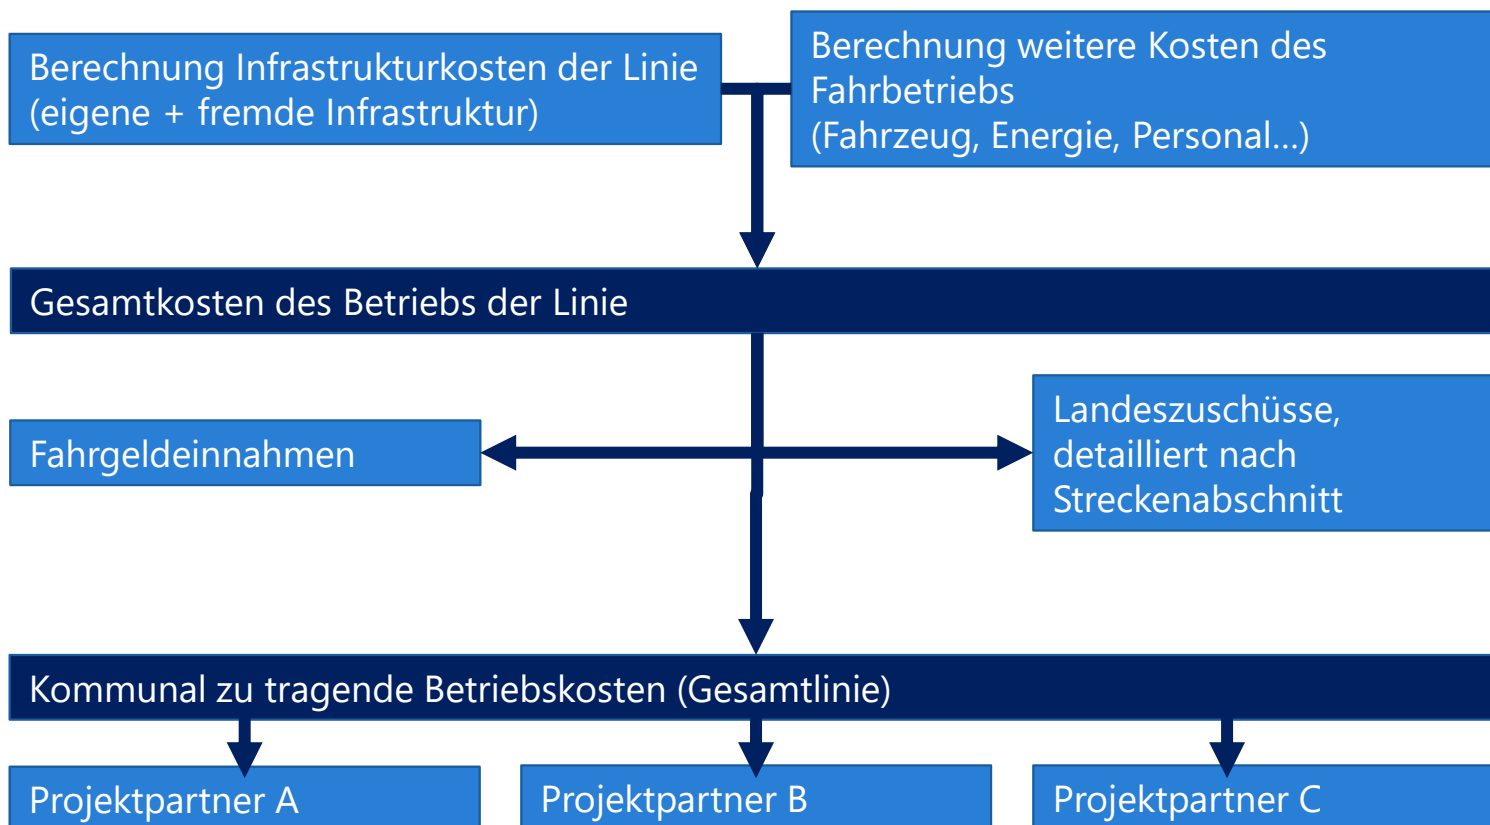 Berechnung Infrastrukturkosten der Linie
(eigene + fremde Infrastruktur)
Berechnung weitere Kosten des
Fahrbetriebs
(Fahrzeug, Energie, Personal…)
Gesamtkosten des Betriebs der Linie
Fahrgeldeinnahmen
Landeszuschüsse,
detailliert nach
Streckenabschnitt
Kommunal zu tragende Betriebskosten (Gesamtlinie)
Projektpartner A
Projektpartner B
Projektpartner C